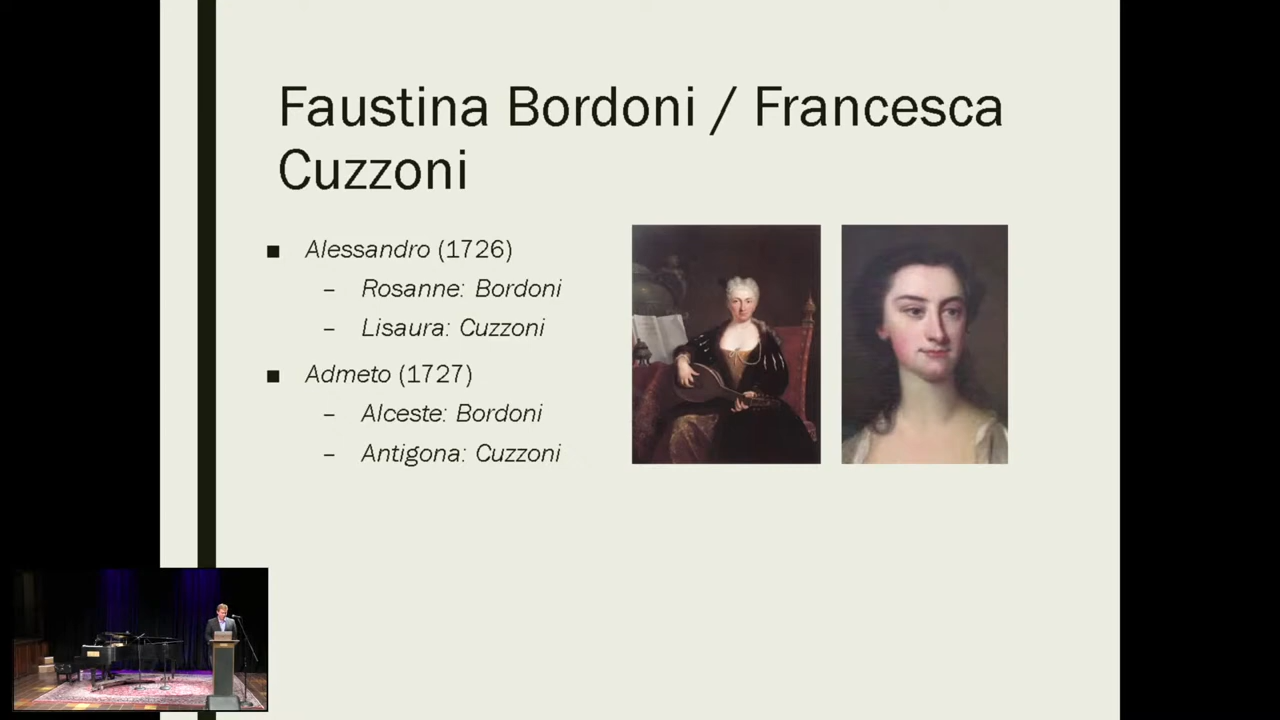 Faustina Bordoni / Francesca
Cuzzoni
■ Alessandro (1726)
– Rosanne: Bordoni
– Lisaura: Cuzzoni
■ Admeto (1727)
– Alceste: Bordoni
– Antigona: Cuzzoni